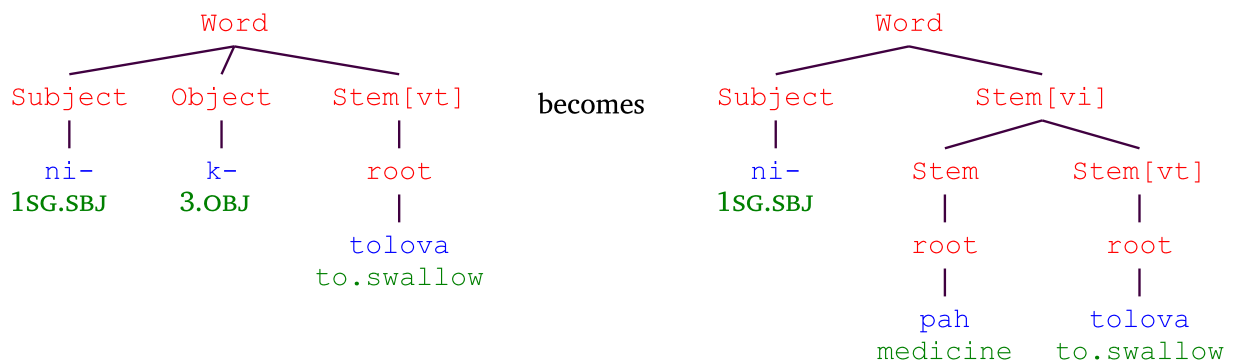 Word Word
Subject Object Stem[vt] becomes Subject Stem[vi]
ni- k- root ni- Stem Stem[vt]
1SG.SBJ 3.OBJ 1SG.SBJ
tolova root root
to.swallow
pah tolova
medicine to.swallow